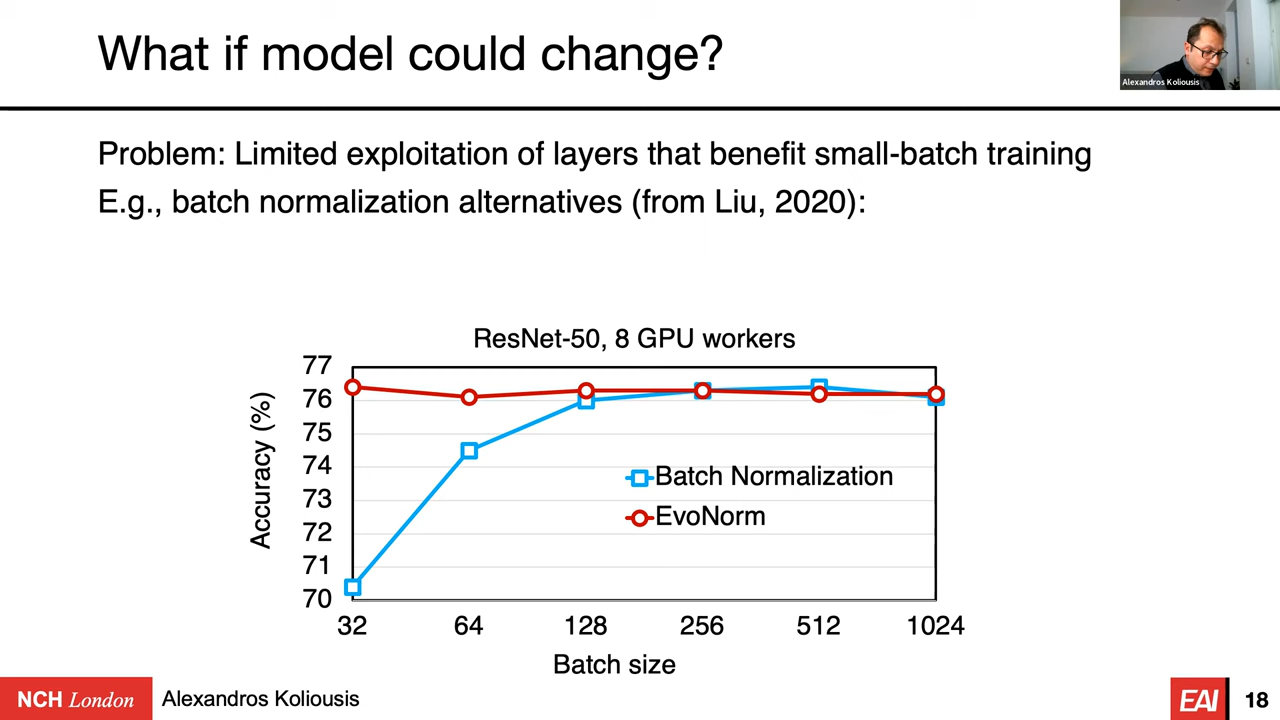 What if model could change?
Alexandros Koliousis
Problem: Limited exploitation of layers that benefit small-batch training
E.g., batch normalization alternatives (from Liu, 2020):
ResNet-50, 8 GPU workers
77
76
75
74
73
72
71
70
Accuracy (%)
Batch Normalization
EvoNorm
32 64 128 256 512 1024
Batch size
NCH London Alexandros Koliousis EAI 18